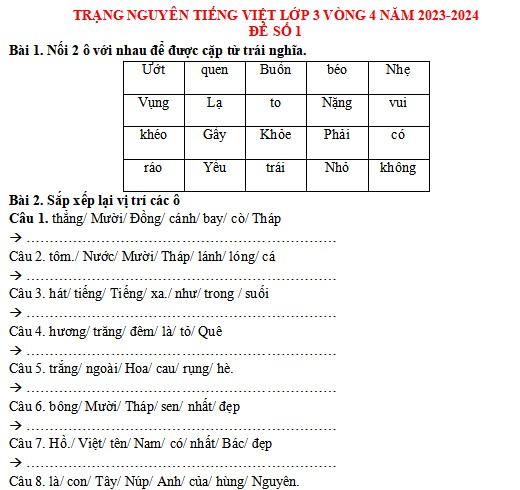 TRẠNG NGUYÊN TIẾNG VIỆT LỚP 3 VÒNG 4 NĂM 2023-2024
ĐỀ SỐ 1
Bài 1. Nối 2 ô với nhau để được cặp từ trái nghĩa.
Ướt quen Buồn béo Nhẹ
Vụng Lạ to Nặng vui
khéo Gầy Khỏe Phải có
ráo Yếu trái Nhỏ không
Bài 2. Sắp xếp lại vị trí các ô
Câu 1. thẳng/ Mười/ Đồng/ cánh/ bay/ cò/ Tháp
→ ……………………………………………………
Câu 2. tôm./ Nước/ Mười/ Tháp/ lánh/ lóng/ cá
→ ……………………………………………………
Câu 3. hát/ tiếng/ Tiếng/ xa./ như/ trong / suối
→ ……………………………………………………
Câu 4. hương/ trăng/ đêm/ là/ tỏ/ Quê
→ ……………………………………………………
Câu 5. trắng/ ngoài/ Hoa/ cau/ rụng/ hè.
→ ……………………………………………………
Câu 6. bông/ Mười/ Tháp/ sen/ nhất/ đẹp
→ ……………………………………………………
Câu 7. Hồ./ Việt/ tên/ Nam/ có/ nhất/ Bác/ đẹp
→ ……………………………………………………
Câu 8. là/ con/ Tây/ Núp/ Anh/ của/ hùng/ Nguyên.